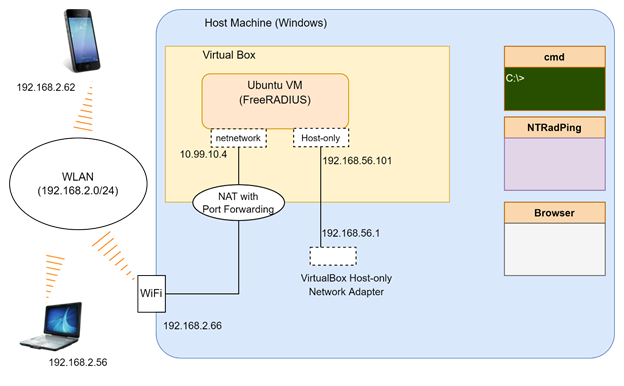 Host Machine (Windows)
192.168.2.62
Virtual Box
Ubuntu VM
(FreeRADIUS)
netnetwork
Host-only
10.99.10.4
192.168.56.101
WLAN
(192.168.2.0/24)
NAT with
Port Forwarding
192.168.56.1
VirtualBox Host-only
Network Adapter
WiFi
192.168.2.66
192.168.2.56
cmd
C:\>
NTRadPing
Browser